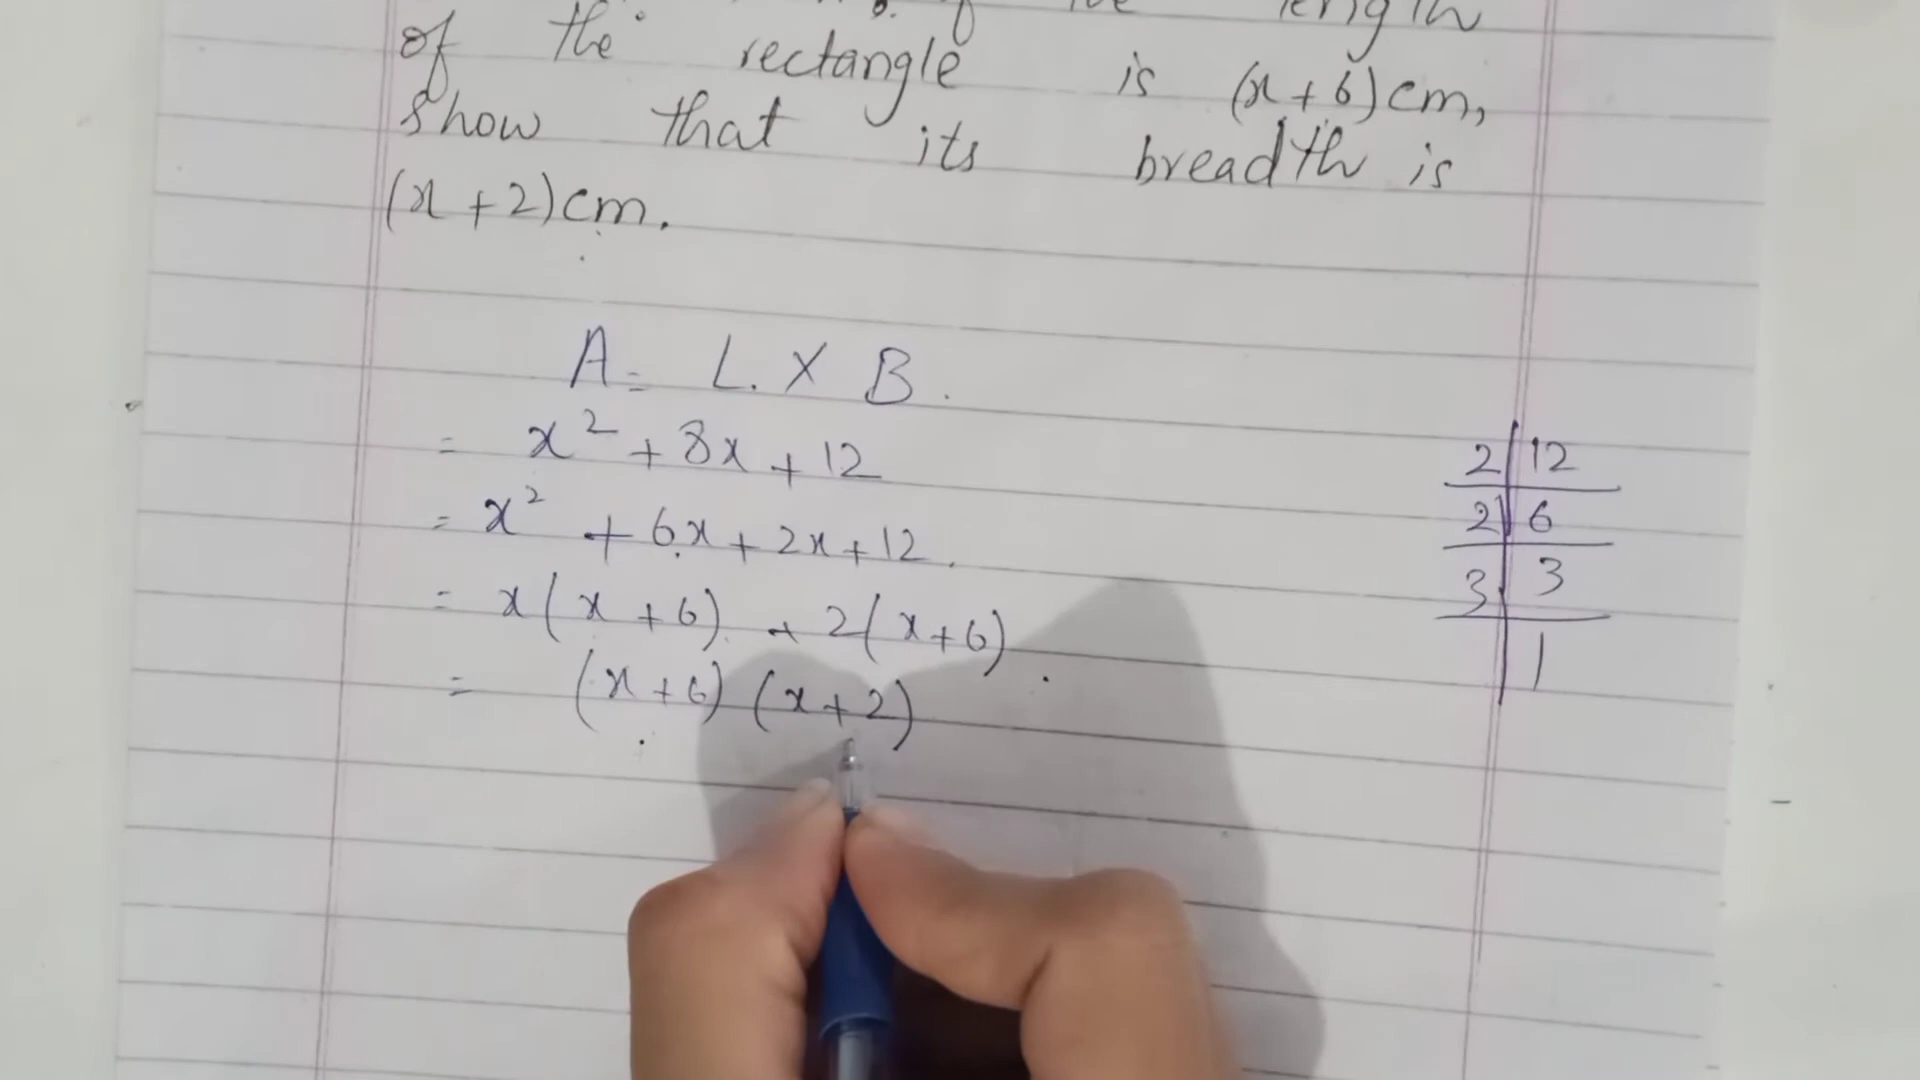 length
of the rectangle is (x+6)cm,
show that its breadth is
(x+2)cm.
A = L. X B.
= x² + 8x + 12
= x² + 6x + 2x + 12.
= x(x+6) + 2(x+6).
= (x+6) (x+2)
2 12
2 6
3 3
1